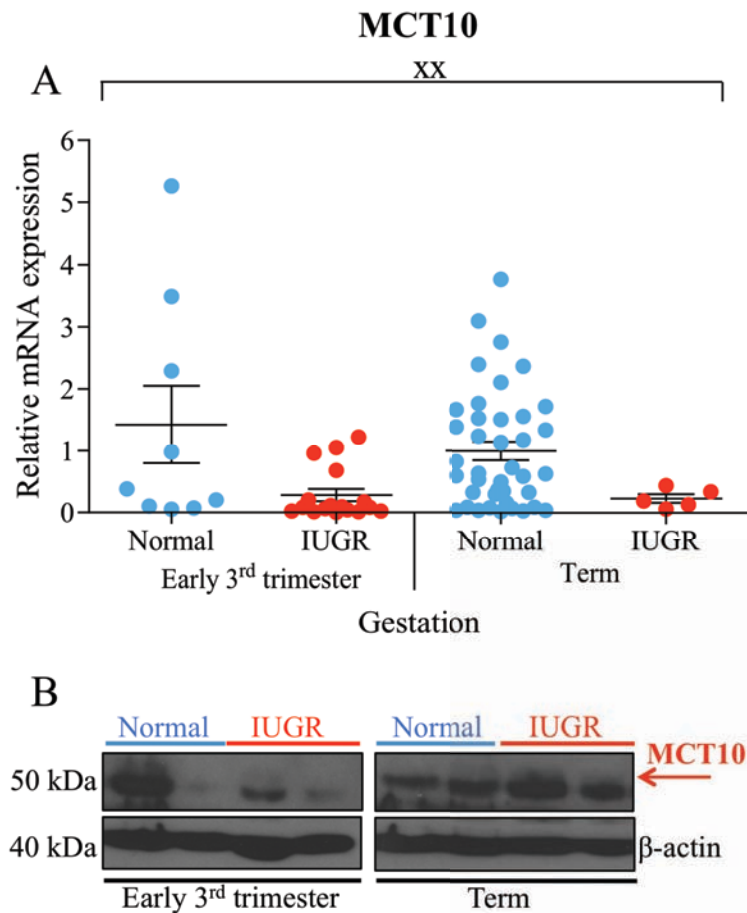 MCT10
A
xx
Relative mRNA expression
6
5
4
3
2
1
0
Normal IUGR Normal IUGR
Early 3rd trimester Term
Gestation
B
Normal IUGR Normal IUGR
MCT10
50 kDa
40 kDa β-actin
Early 3rd trimester Term